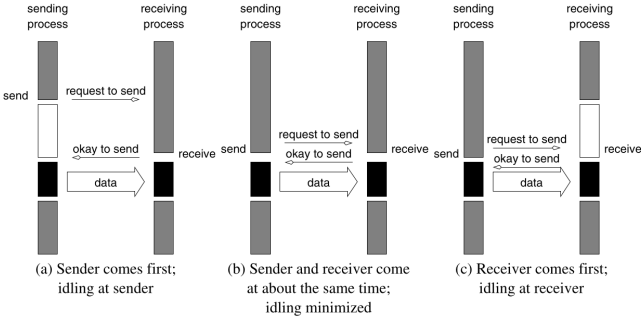 sending
process
receiving
process
send
request to send
okay to send
receive
data
(a) Sender comes first;
idling at sender
sending
process
receiving
process
request to send
send
okay to send
receive
data
(b) Sender and receiver come
at about the same time;
idling minimized
sending
process
receiving
process
request to send
send
okay to send
receive
data
(c) Receiver comes first;
idling at receiver